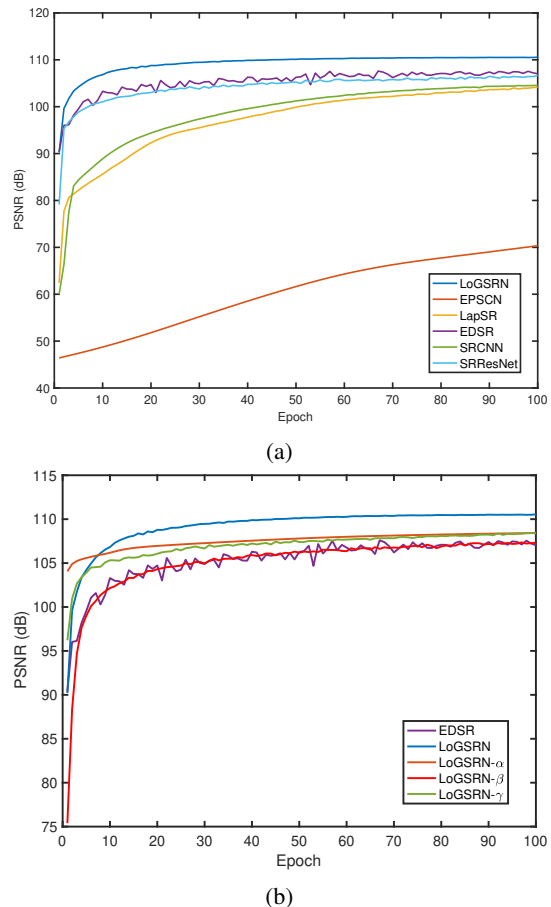 120
110
100
90
80
70
60
50
40
PSNR (dB)
0 10 20 30 40 50 60 70 80 90 100
Epoch
LoGSRN
EPSCN
LapSR
EDSR
SRCNN
SRResNet
(a)
115
110
105
100
95
90
85
80
75
PSNR (dB)
0 10 20 30 40 50 60 70 80 90 100
Epoch
EDSR
LoGSRN
LoGSRN-α
LoGSRN-β
LoGSRN-γ
(b)